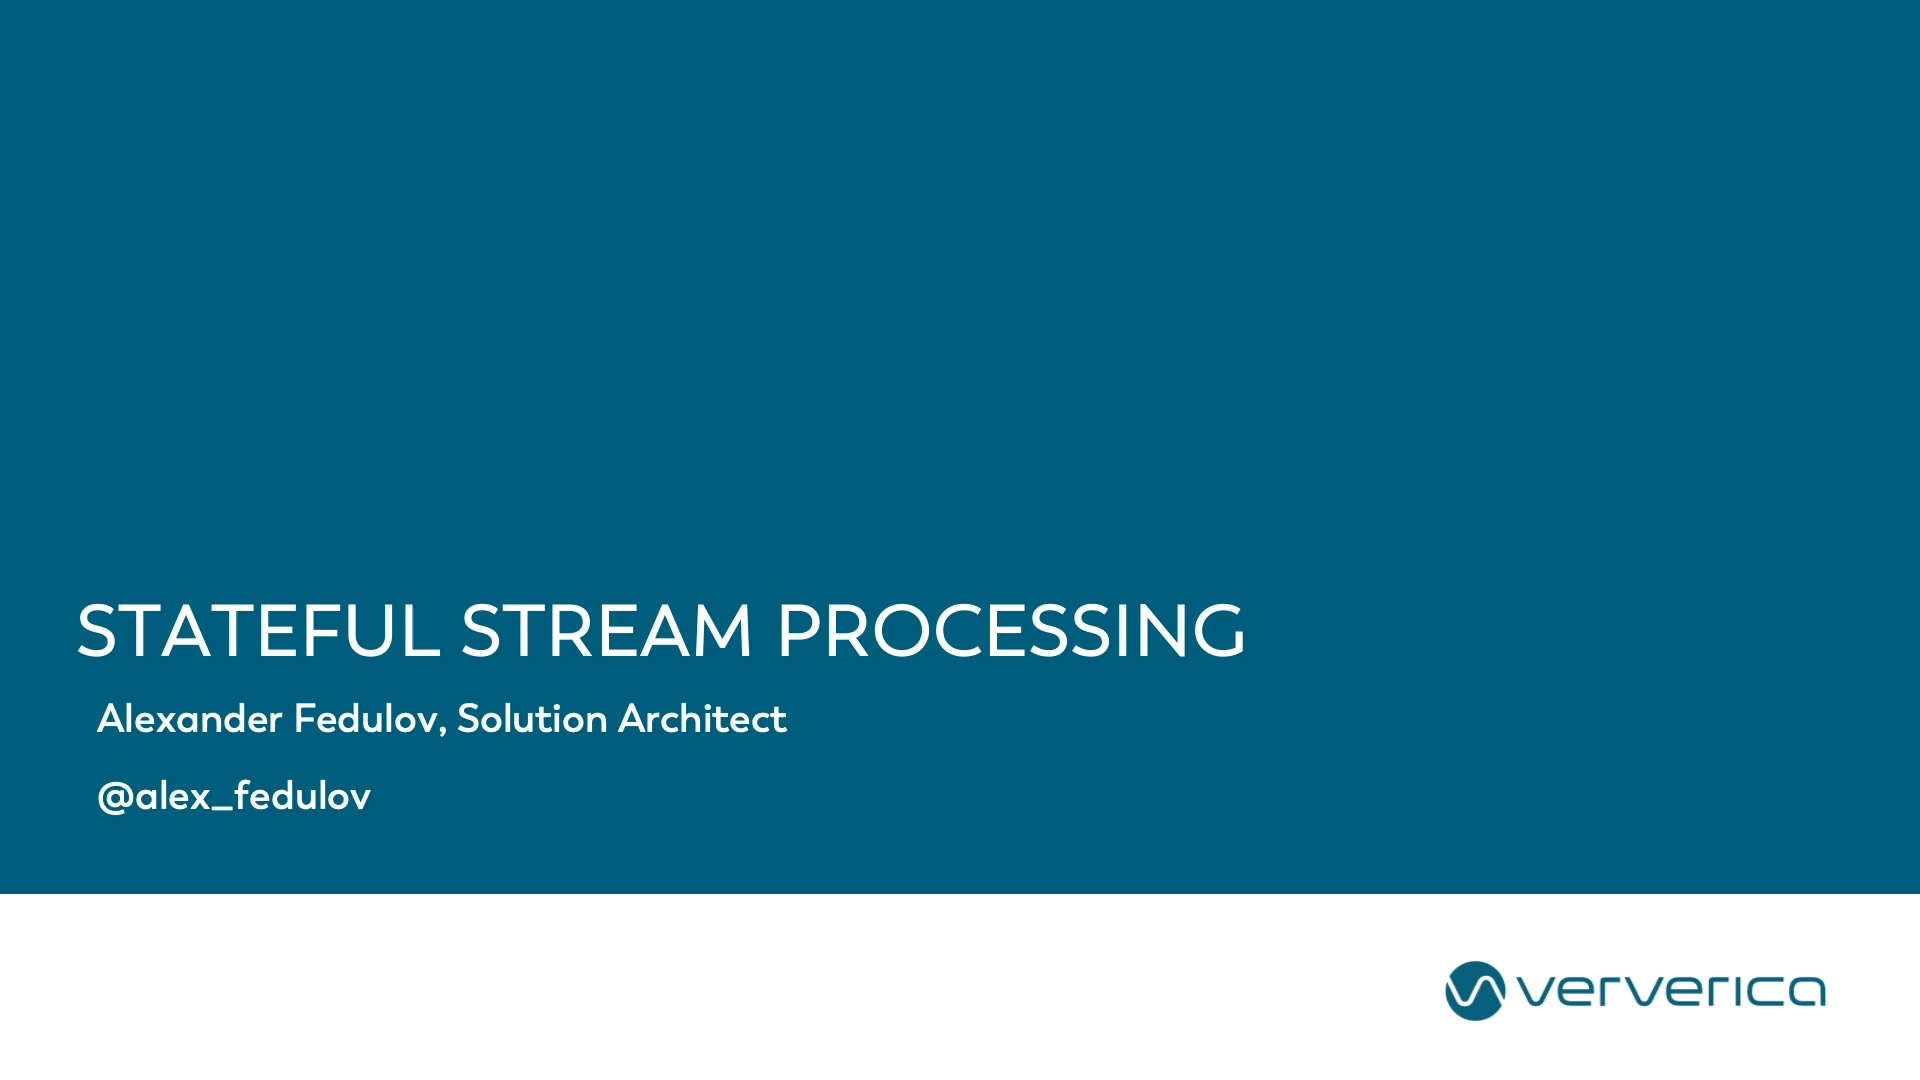 STATEFUL STREAM PROCESSING
Alexander Fedulov, Solution Architect
@alex_fedulov
ververica